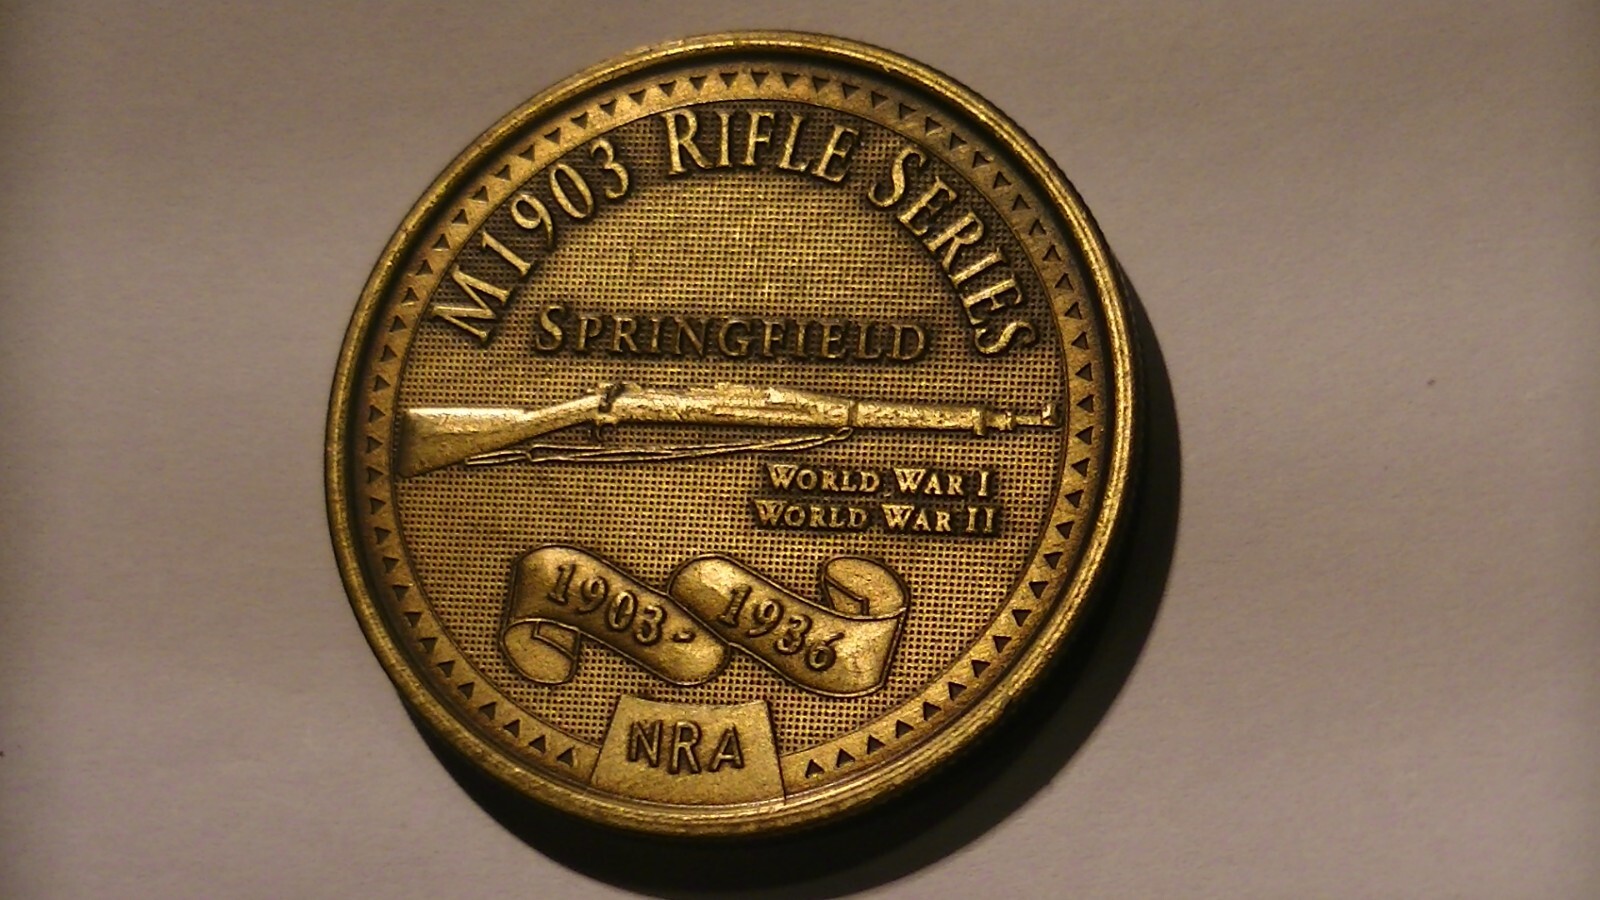 M1903 RIFLE SERIES
SPRINGFIELD
WORLD WAR I
WORLD WAR II
1903-1936
NRA